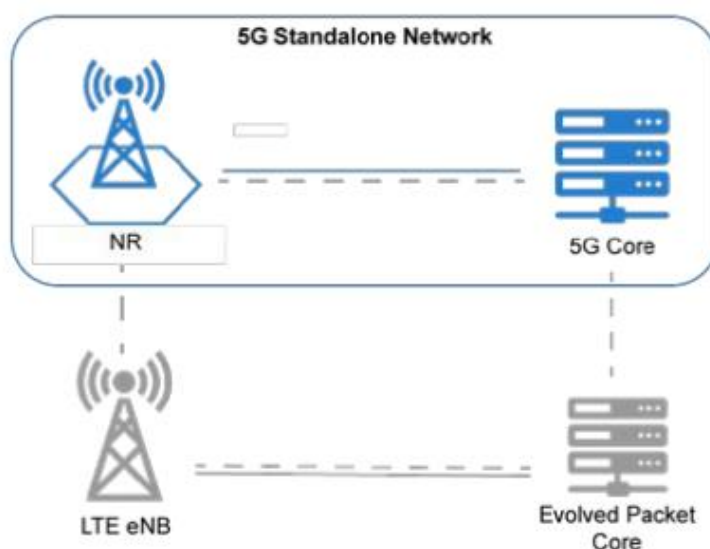 5G Standalone Network
NR
5G Core
LTE eNB
Evolved Packet
Core